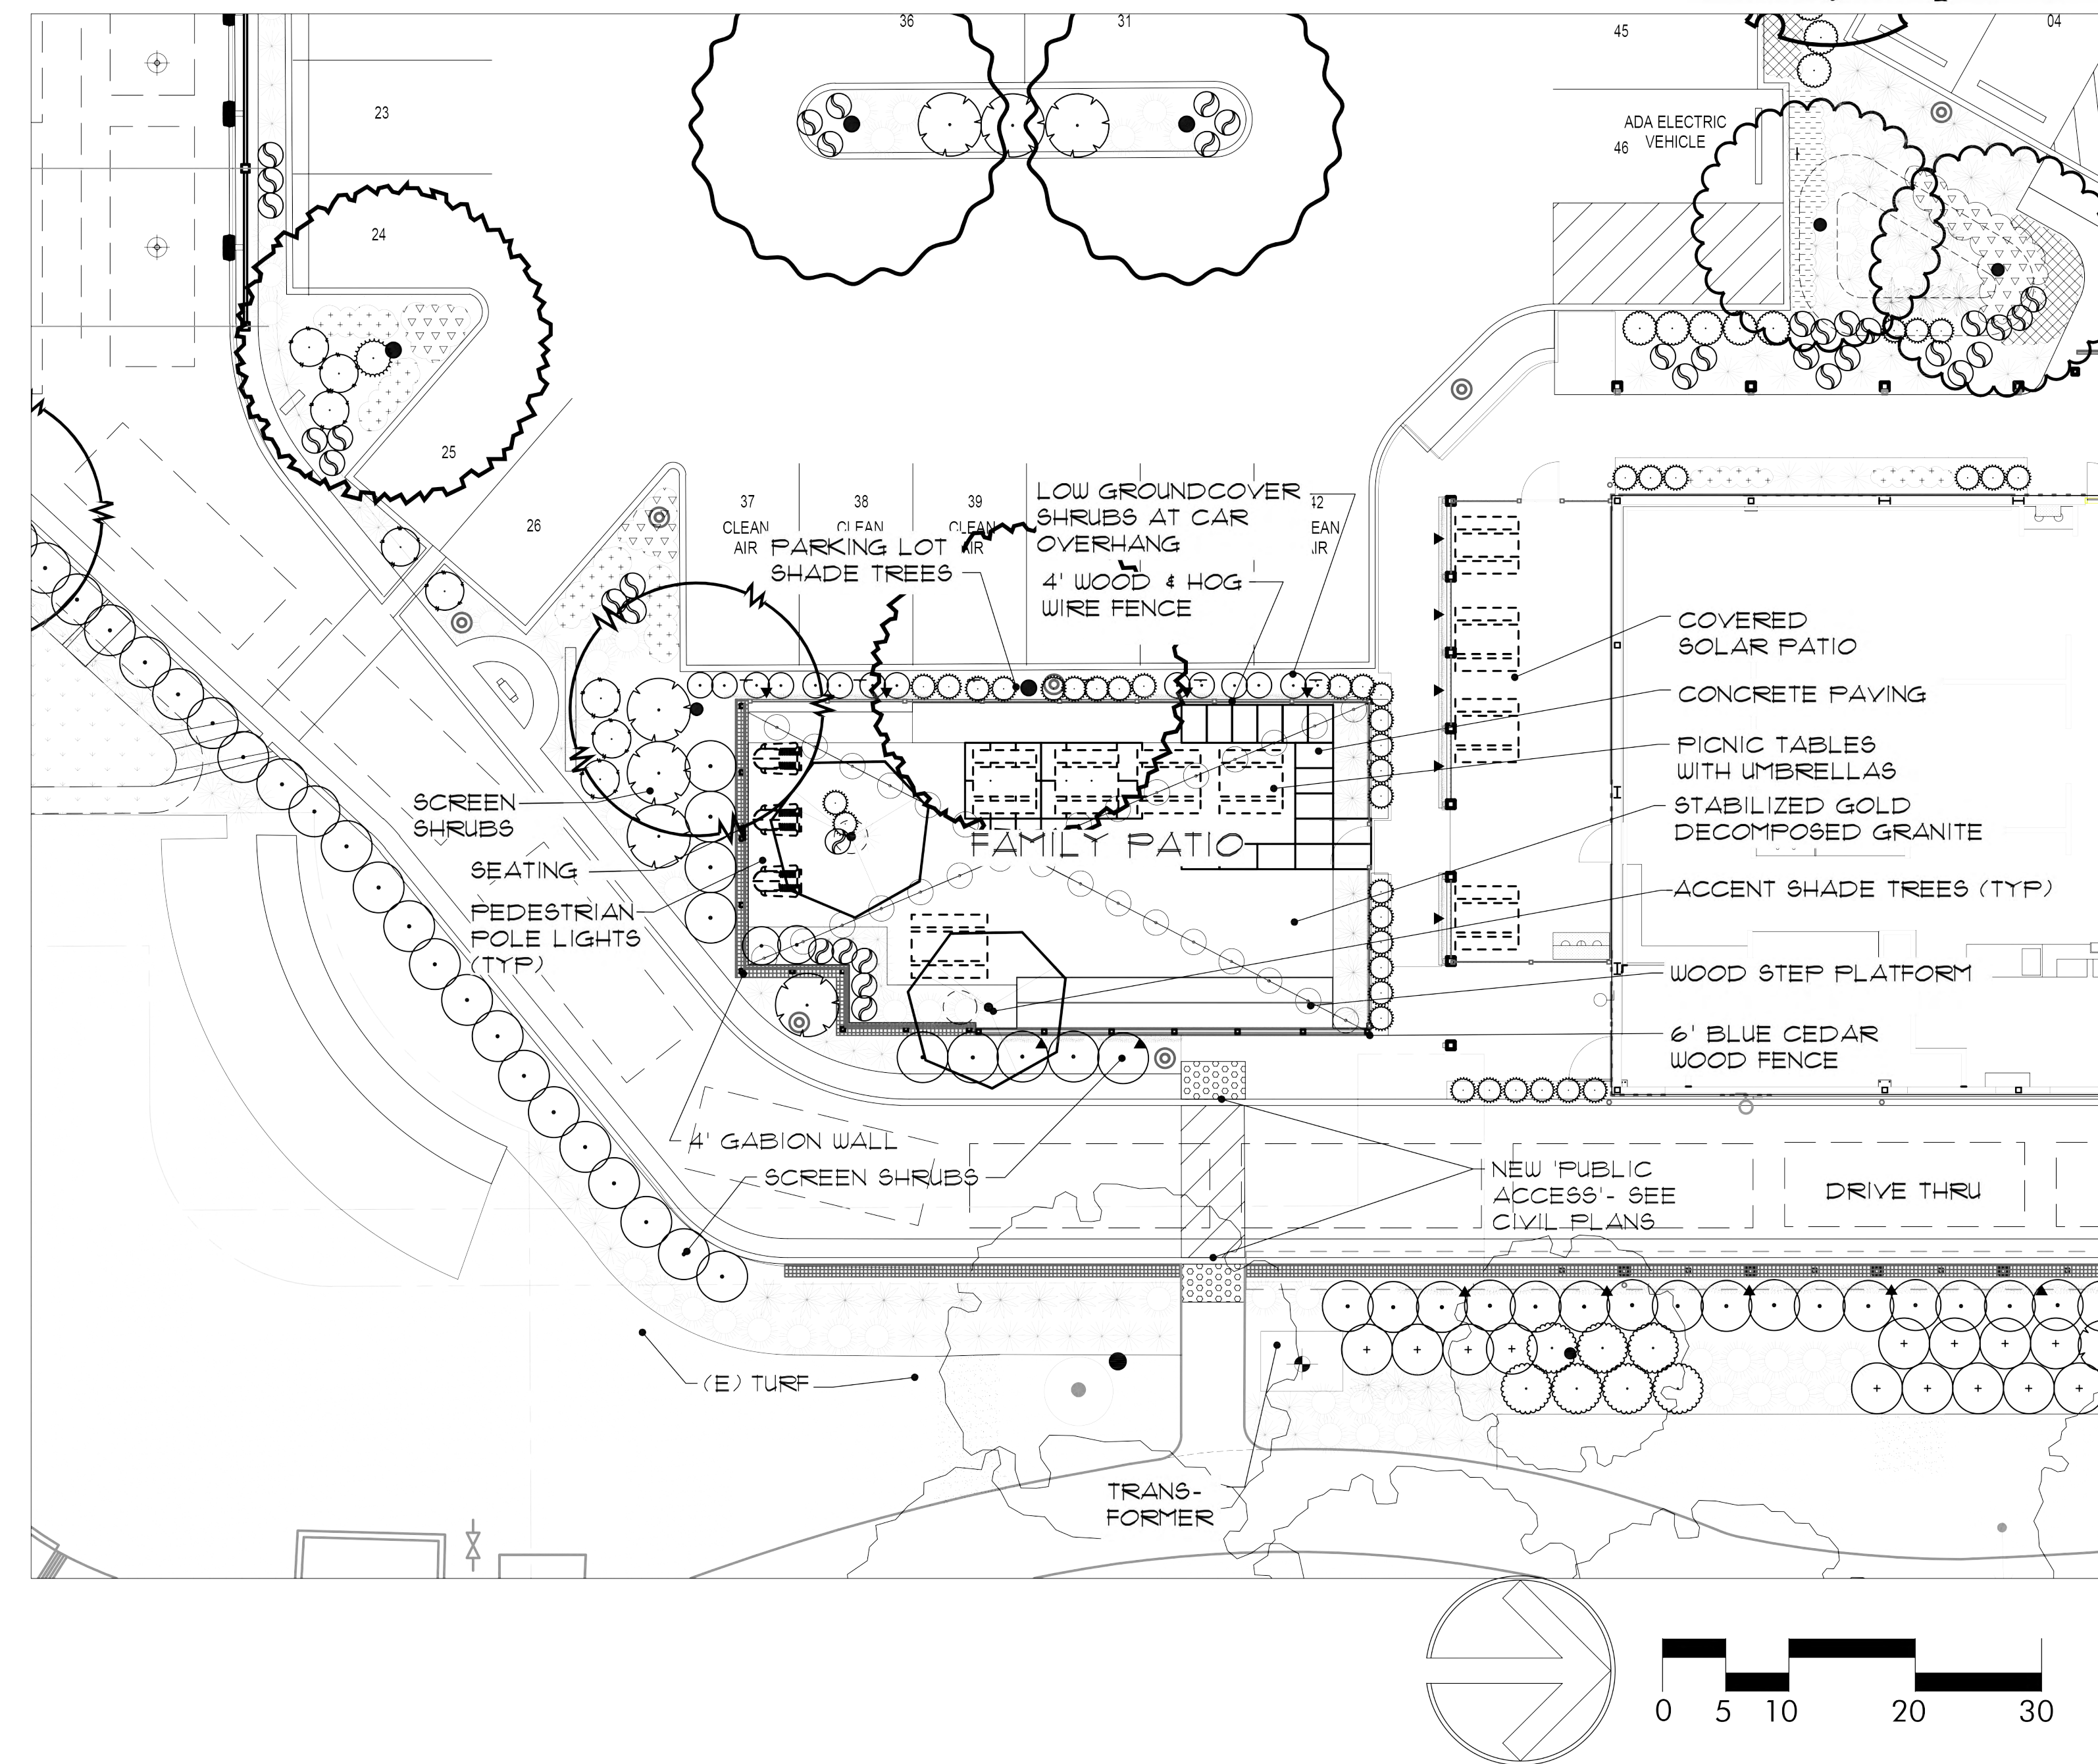 36
31
45
04
23
ADA ELECTRIC
46 VEHICLE
24
25
26
37
CLEAN
AIR
38
CLEAN
39
CLEAN
AIR
LOW GROUNDCOVER
SHRUBS AT CAR
OVERHANG
PARKING LOT
SHADE TREES
4' WOOD & HOG
WIRE FENCE
COVERED
SOLAR PATIO
CONCRETE PAVING
PICNIC TABLES
WITH UMBRELLAS
STABILIZED GOLD
DECOMPOSED GRANITE
SCREEN
SHRUBS
FAMILY PATIO
SEATING
ACCENT SHADE TREES (TYP)
PEDESTRIAN
POLE LIGHTS
(TYP)
WOOD STEP PLATFORM
6' BLUE CEDAR
WOOD FENCE
4' GABION WALL
SCREEN SHRUBS
NEW 'PUBLIC
ACCESS'- SEE
CIVIL PLANS
DRIVE THRU
(E) TURF
TRANS-
FORMER
0 5 10 20 30